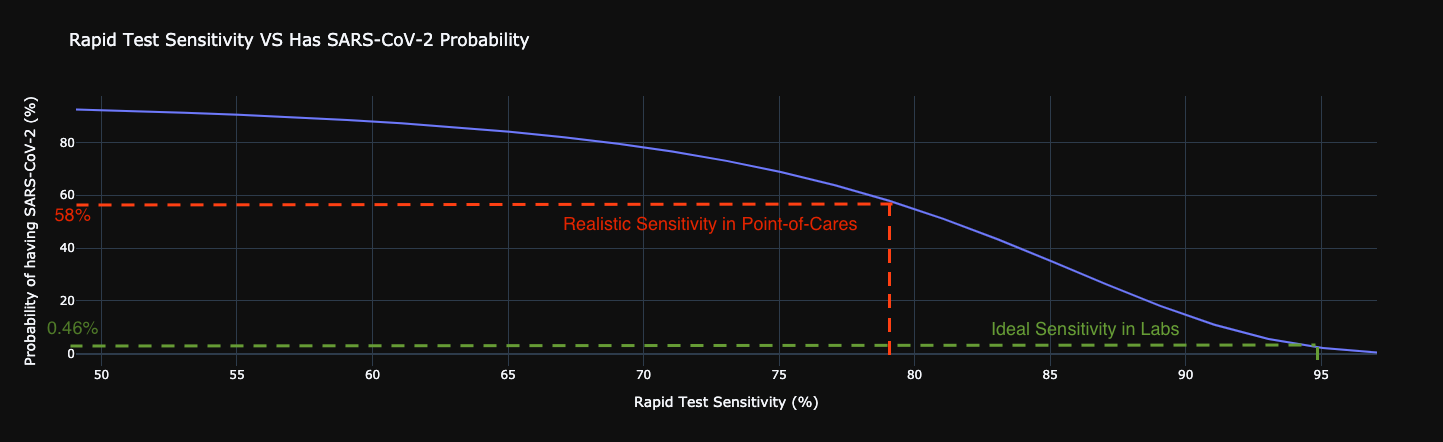 Rapid Test Sensitivity VS Has SARS-CoV-2 Probability
Probability of having SARS-CoV-2 (%)
80
60
58%
40
20
0.46%
0
Realistic Sensitivity in Point-of-Cares
Ideal Sensitivity in Labs
50 55 60 65 70 75 80 85 90 95
Rapid Test Sensitivity (%)